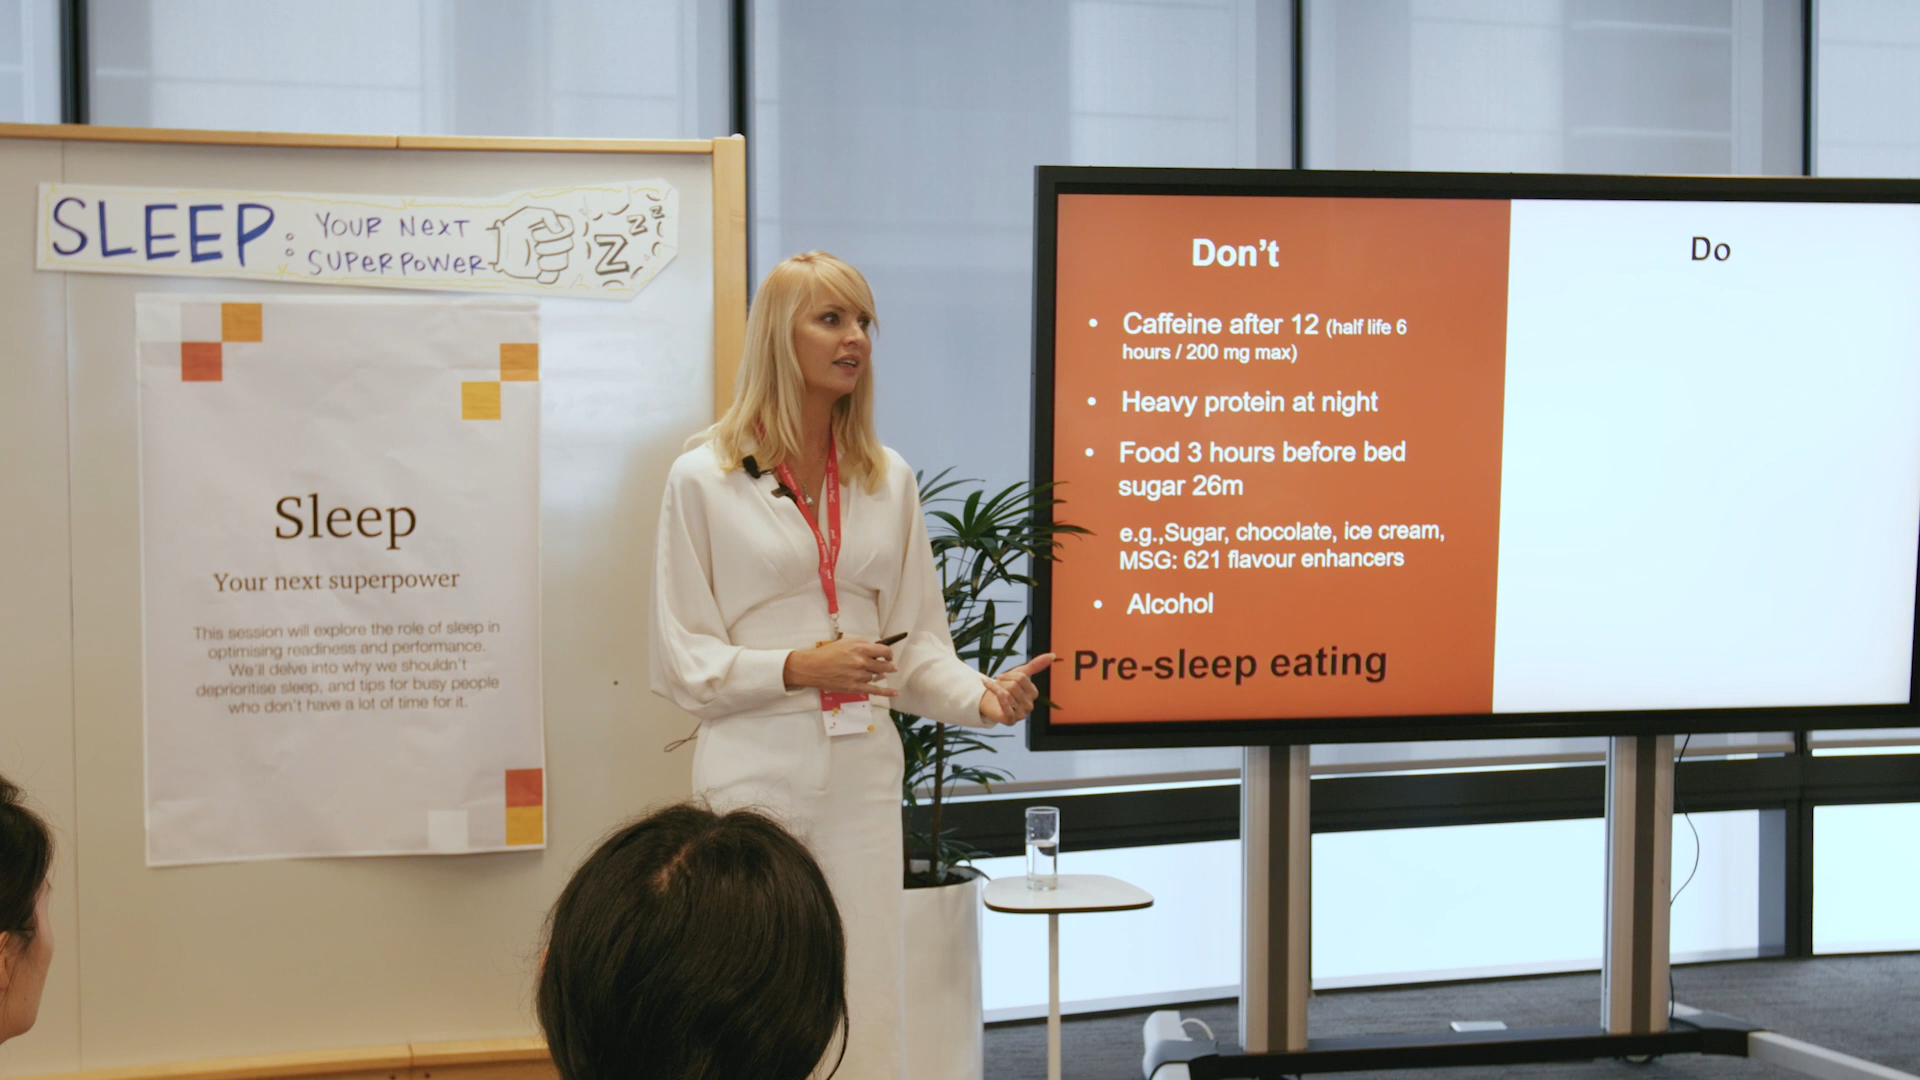 SLEEP:
YOUR NEXT
SUPERPOWER
Sleep
Your next superpower
This session will explore the role of sleep in
optimising readiness and performance.
We'll delve into why we shouldn't
deprioritise sleep, and tips for busy people
who don't have a lot of time for it.
ZZZ
Don't
• Caffeine after 12 (half life 6
hours / 200 mg max)
• Heavy protein at night
• Food 3 hours before bed
sugar 26m
e.g.,Sugar, chocolate, ice cream,
MSG: 621 flavour enhancers
• Alcohol
Pre-sleep eating
Do